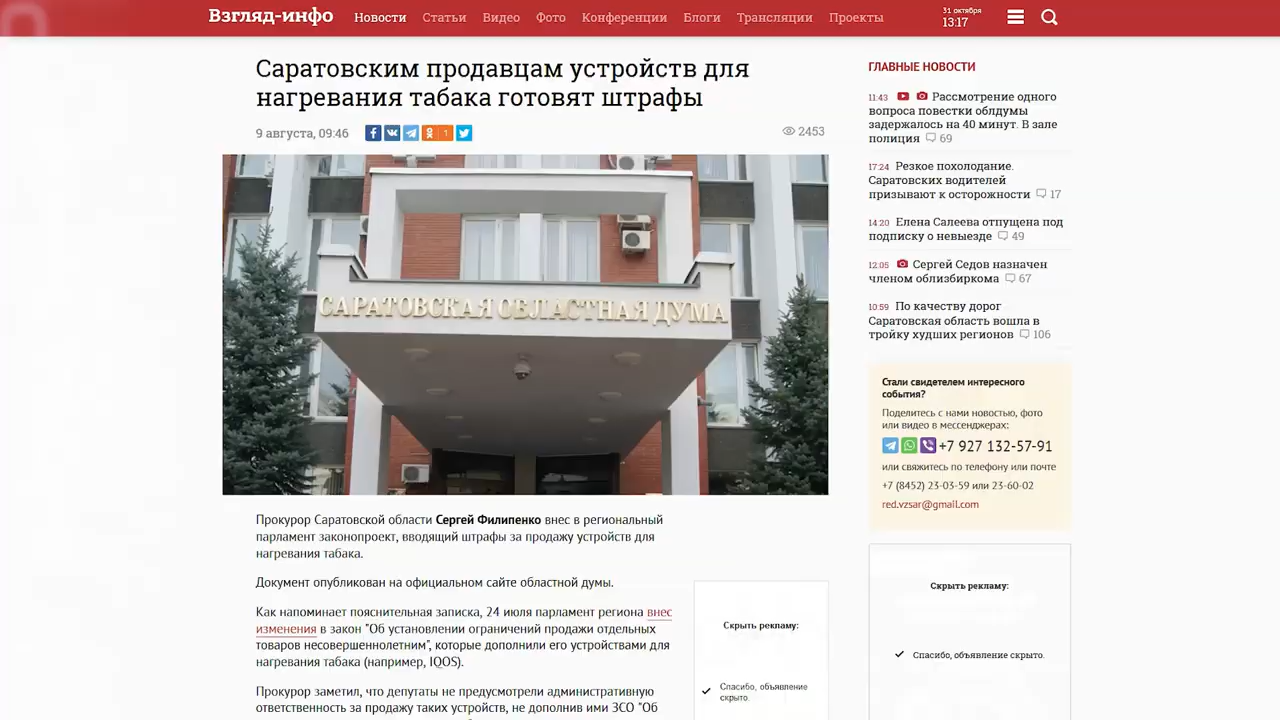 Взгляд-инфо
Новости Статьи Видео Фото Конференции Блоги Трансляции Проекты
31 октября
13:17
Саратовским продавцам устройств для
нагревания табака готовят штрафы
9 августа, 09:46
1
2453
САРАТОВСКАЯ ОБЛАСТНАЯ ДУМА
Прокурор Саратовской области Сергей Филипенко внес в региональный
парламент законопроект, вводящий штрафы за продажу устройств для
нагревания табака.
Документ опубликован на официальном сайте областной думы.
Как напоминает пояснительная записка, 24 июля парламент региона внес
изменения в закон "Об установлении ограничений продажи отдельных
товаров несовершеннолетним", которые дополнили его устройствами для
нагревания табака (например, IQOS).
Прокурор заметил, что депутаты не предусмотрели административную
ответственность за продажу таких устройств, не дополнив ими ЗСО "Об
Скрыть рекламу:
Спасибо, объявление
скрыто.
ГЛАВНЫЕ НОВОСТИ
11:43 Рассмотрение одного
вопроса повестки облдумы
задержалось на 40 минут. В зале
полиция 69
17:24 Резкое похолодание.
Саратовских водителей
призывают к осторожности 17
14:20 Елена Салеева отпущена под
подписку о невыезде 49
12:05 Сергей Седов назначен
членом облизбиркома 67
10:59 По качеству дорог
Саратовская область вошла в
тройку худших регионов 106
Стали свидетелем интересного
события?
Поделитесь с нами новостью, фото
или видео в мессенджерах:
+7 927 132-57-91
или свяжитесь по телефону или почте
+7 (8452) 23-03-59 или 23-60-02
red.vzsar@gmail.com
Скрыть рекламу:
Спасибо, объявление скрыто.